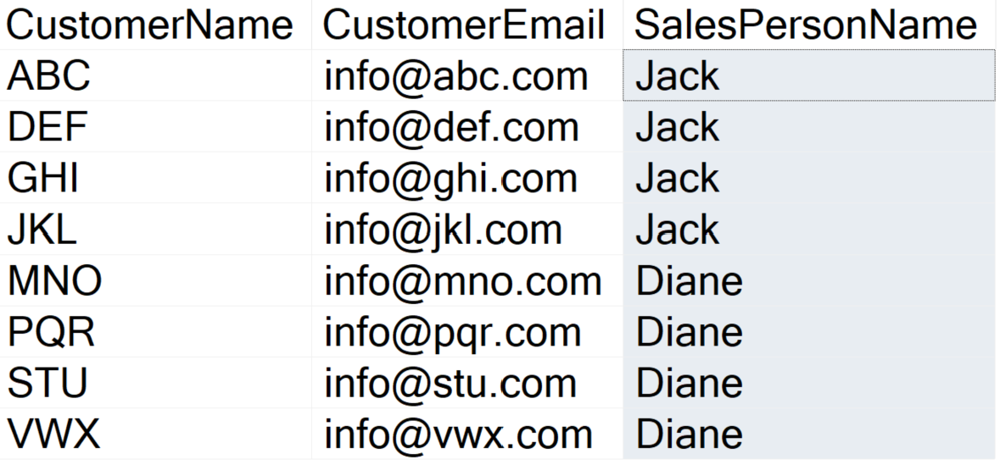 CustomerName CustomerEmail SalesPersonName
ABC info@abc.com Jack
DEF info@def.com Jack
GHI info@ghi.com Jack
JKL info@jkl.com Jack
MNO info@mno.com Diane
PQR info@pqr.com Diane
STU info@stu.com Diane
VWX info@vwx.com Diane